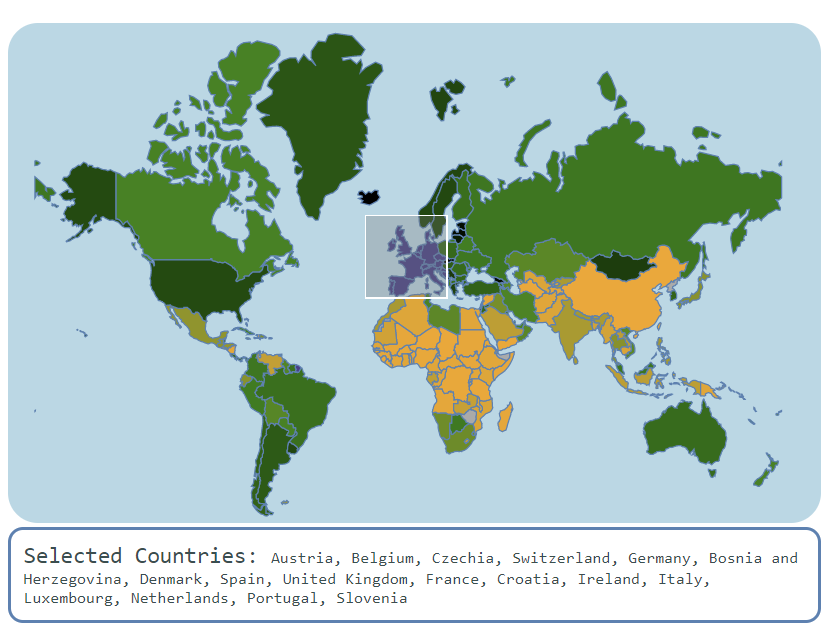 Selected Countries: Austria, Belgium, Czechia, Switzerland, Germany, Bosnia and
Herzegovina, Denmark, Spain, United Kingdom, France, Croatia, Ireland, Italy,
Luxembourg, Netherlands, Portugal, Slovenia